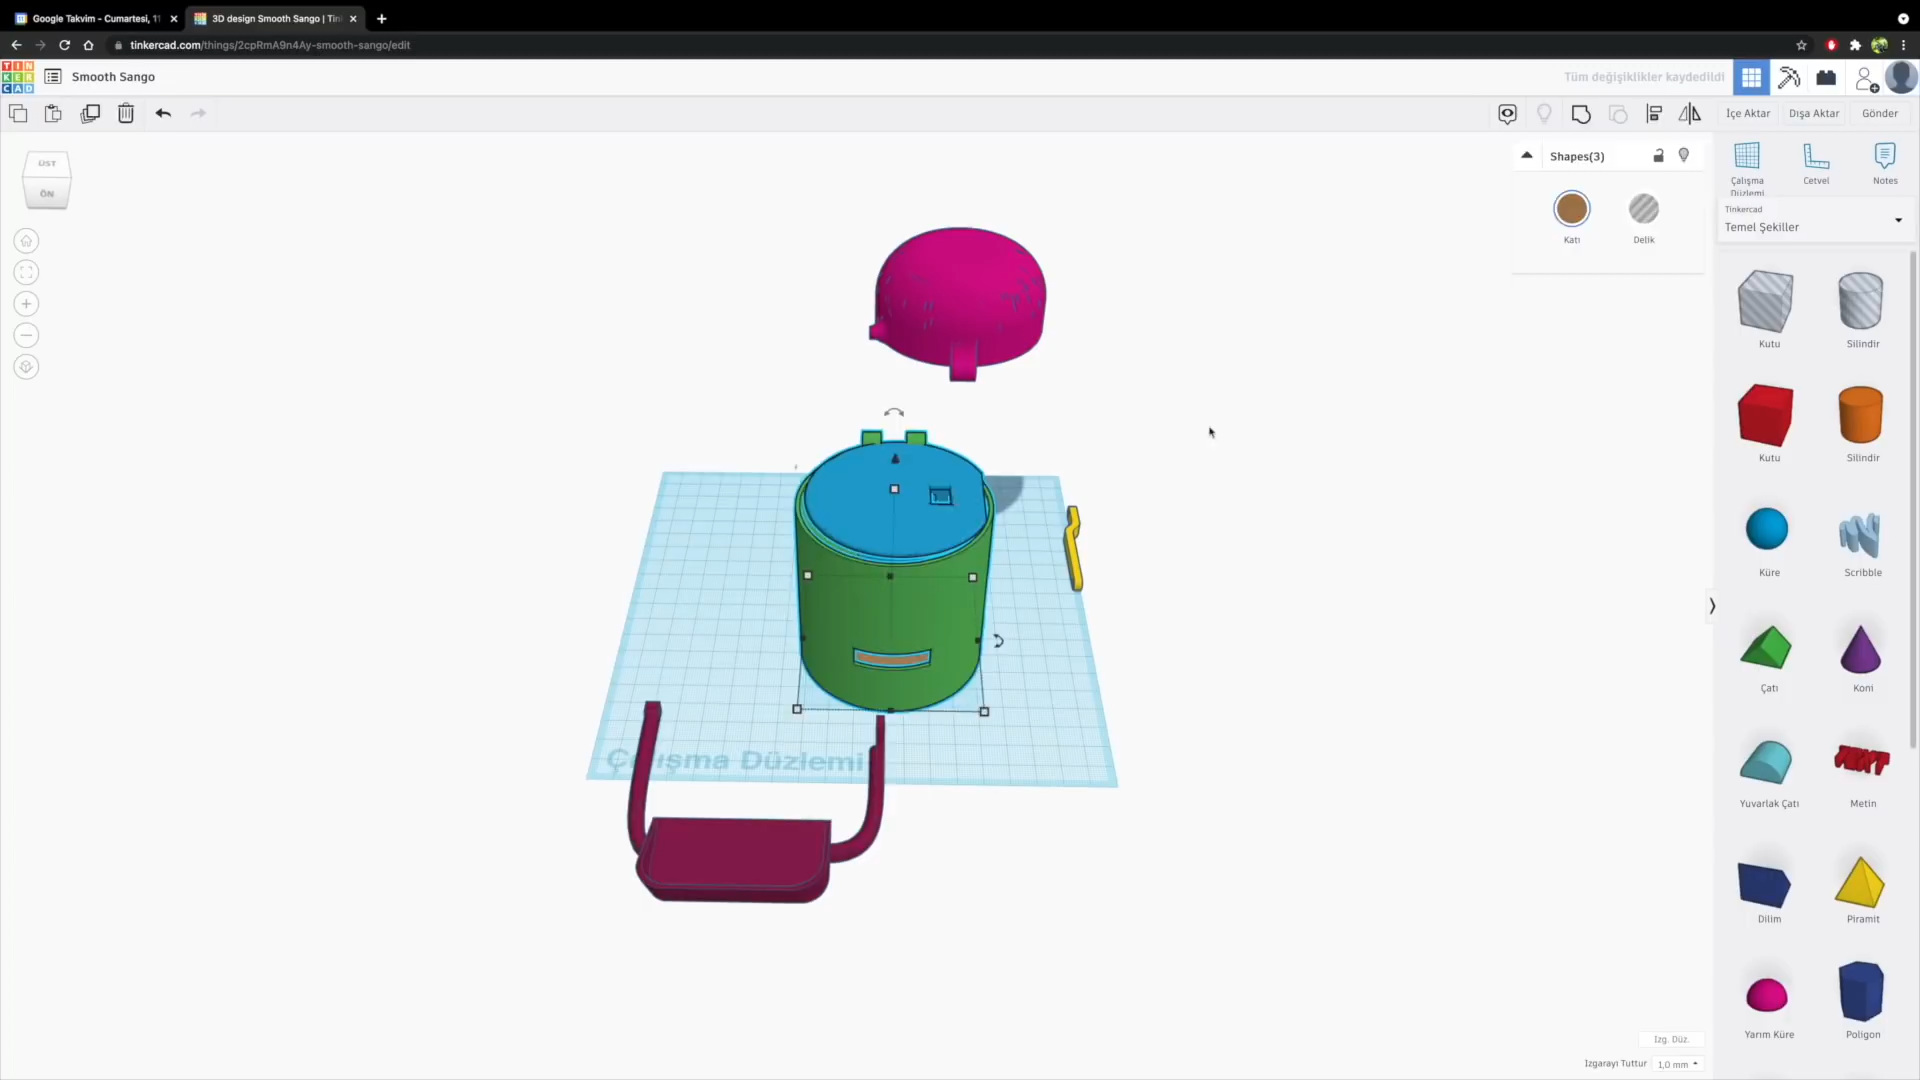 Google Takvim - Cumartesi, 11
3D design Smooth Sango | Tin
tinkercad.com/things/2cpRmA9n4Ay-smooth-sango/edit
TIN
KER
CAD
Smooth Sango
Tüm değişiklikler kaydedildi
İçe Aktar
Dışa Aktar
Gönder
ÜST
ÖN
Shapes(3)
Katı
Delik
Çalışma
Düzlemi
Cetvel
Notes
Tinkercad
Temel Şekiller
Kutu
Silindir
Kutu
Silindir
Küre
Scribble
Çatı
Koni
Yuvarlak Çatı
Metin
Dilim
Piramit
Yarım Küre
Poligon
Çalışma Düzlemi
Izg. Düz.
Izgarayı Tuttur
1,0 mm